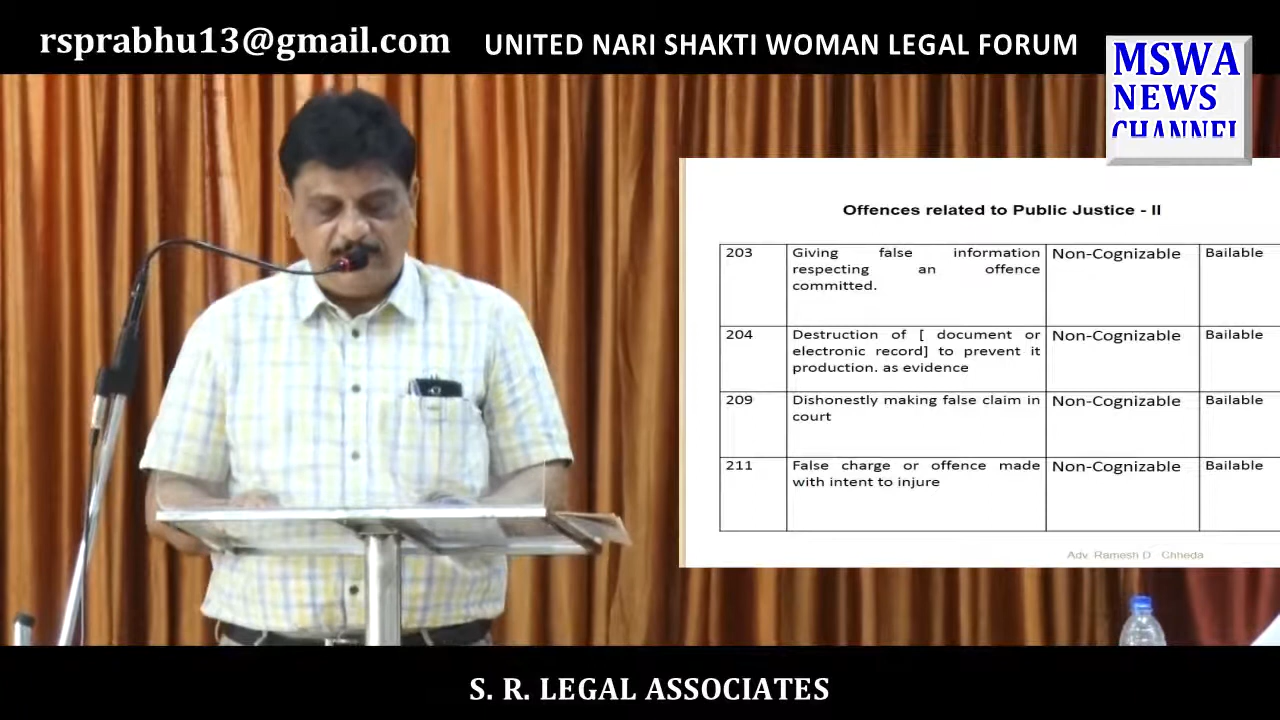 rsprabhu13@gmail.com
UNITED NARI SHAKTI WOMAN LEGAL FORUM
MSWA
NEWS
CHANNEL
Offences related to Public Justice - II
203
Giving false information
respecting an offence
committed.
Non-Cognizable
Bailable
204
Destruction of [ document or
electronic record] to prevent it
production. as evidence
Non-Cognizable
Bailable
209
Dishonestly making false claim in
court
Non-Cognizable
Bailable
211
False charge or offence made
with intent to injure
Non-Cognizable
Bailable
Adv. Ramesh D. Chheda
S. R. LEGAL ASSOCIATES